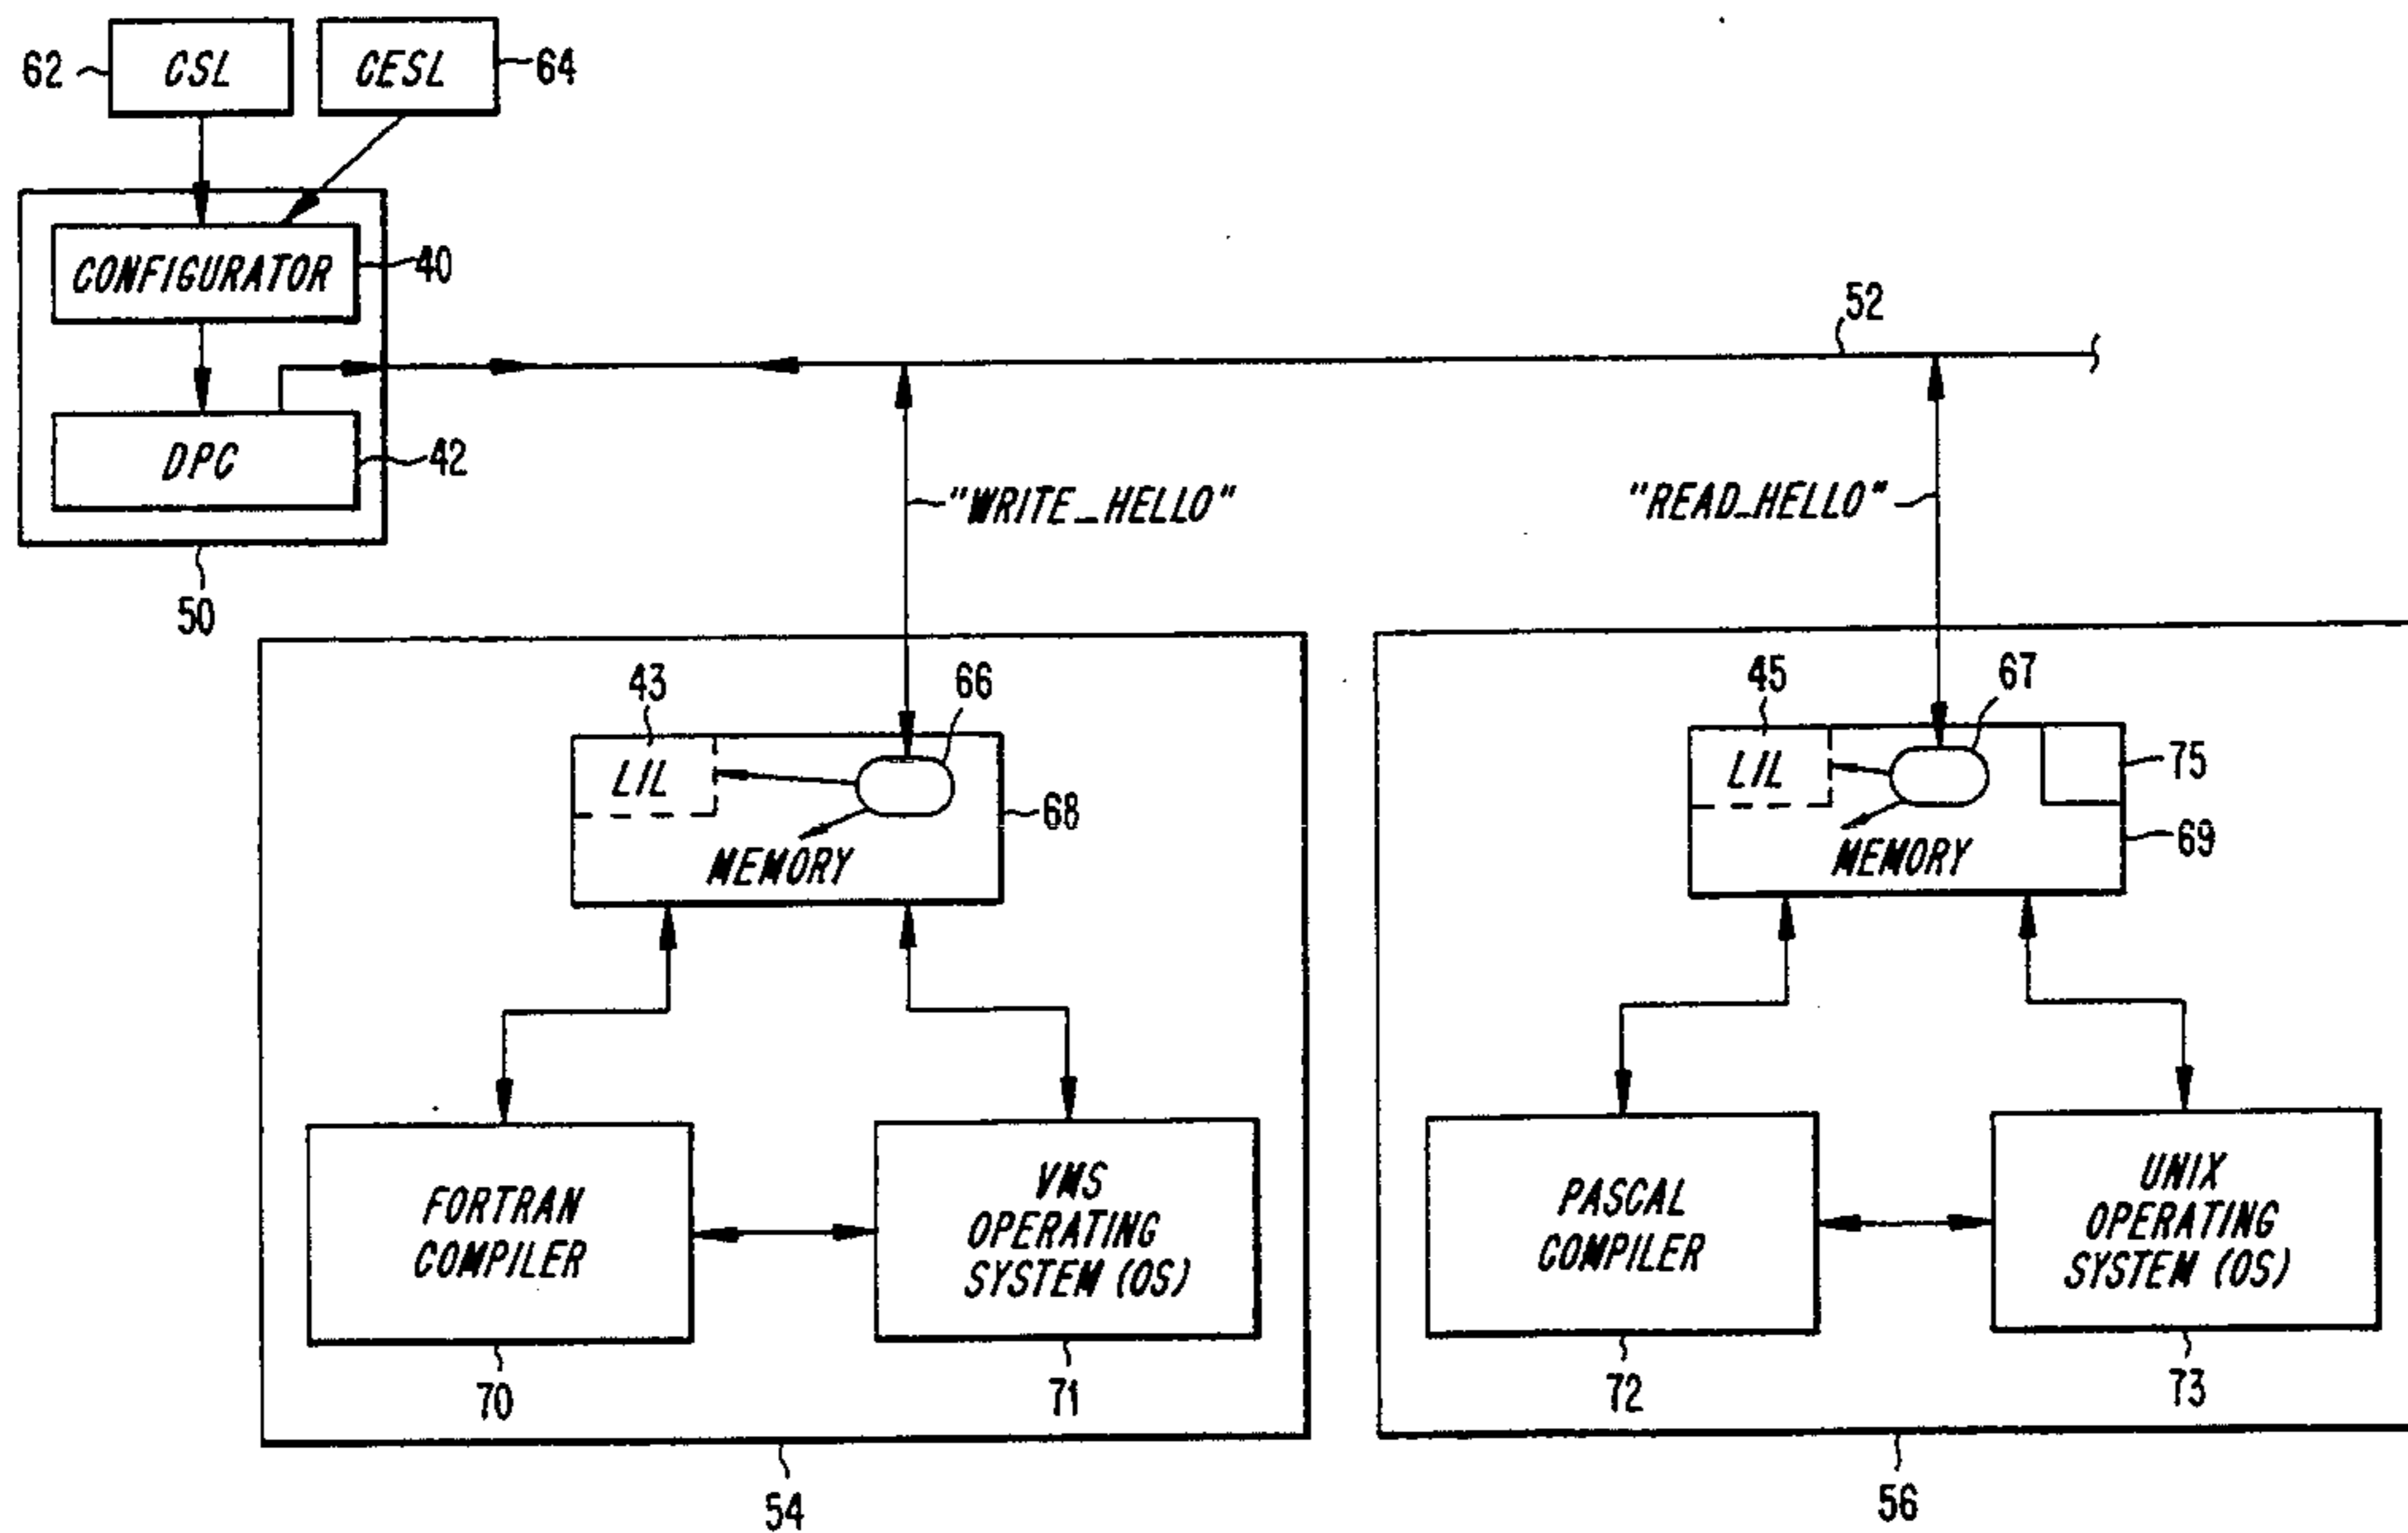 62
CSL
CESL
64
CONFIGURATOR
40
DPC
42
50
52
"WRITE_HELLO"
"READ_HELLO"
43
66
LIL
68
MEMORY
45
67
LIL
75
69
MEMORY
FORTRAN
COMPILER
VMS
OPERATING
SYSTEM (OS)
70
71
54
PASCAL
COMPILER
UNIX
OPERATING
SYSTEM (OS)
72
73
56